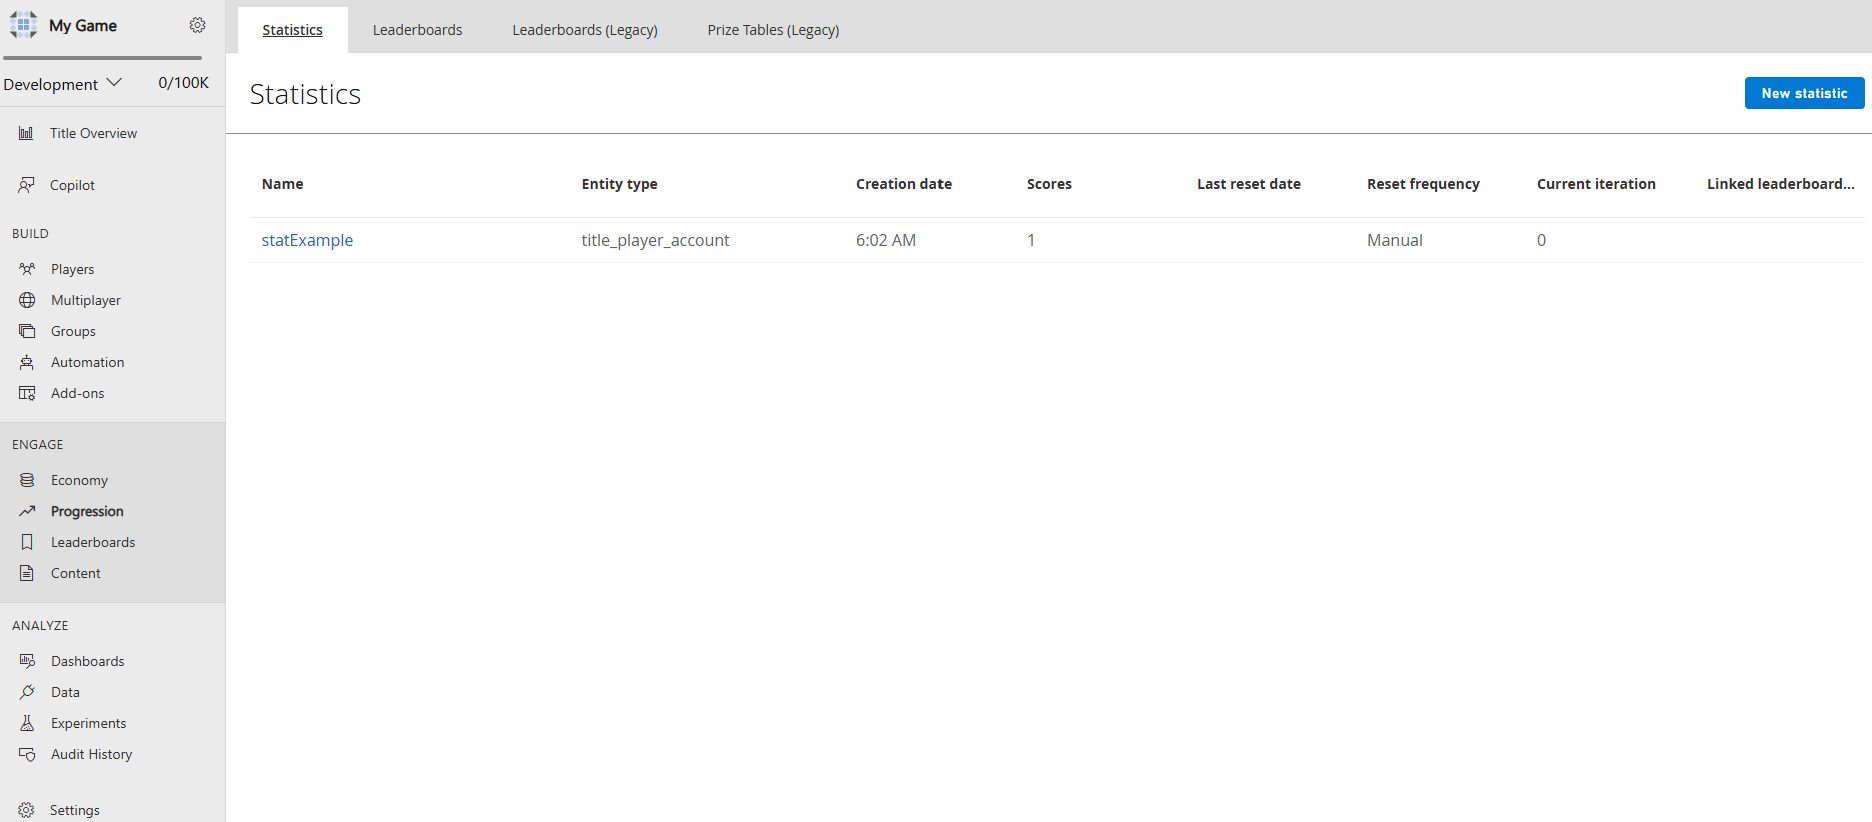 My Game
Development 0/100K
Title Overview
Copilot
BUILD
Players
Multiplayer
Groups
Automation
Add-ons
ENGAGE
Economy
Progression
Leaderboards
Content
ANALYZE
Dashboards
Data
Experiments
Audit History
Settings
Statistics Leaderboards Leaderboards (Legacy) Prize Tables (Legacy)
Statistics
New statistic
Name Entity type Creation date Scores Last reset date Reset frequency Current iteration Linked leaderboard...
statExample title_player_account 6:02 AM 1 Manual 0